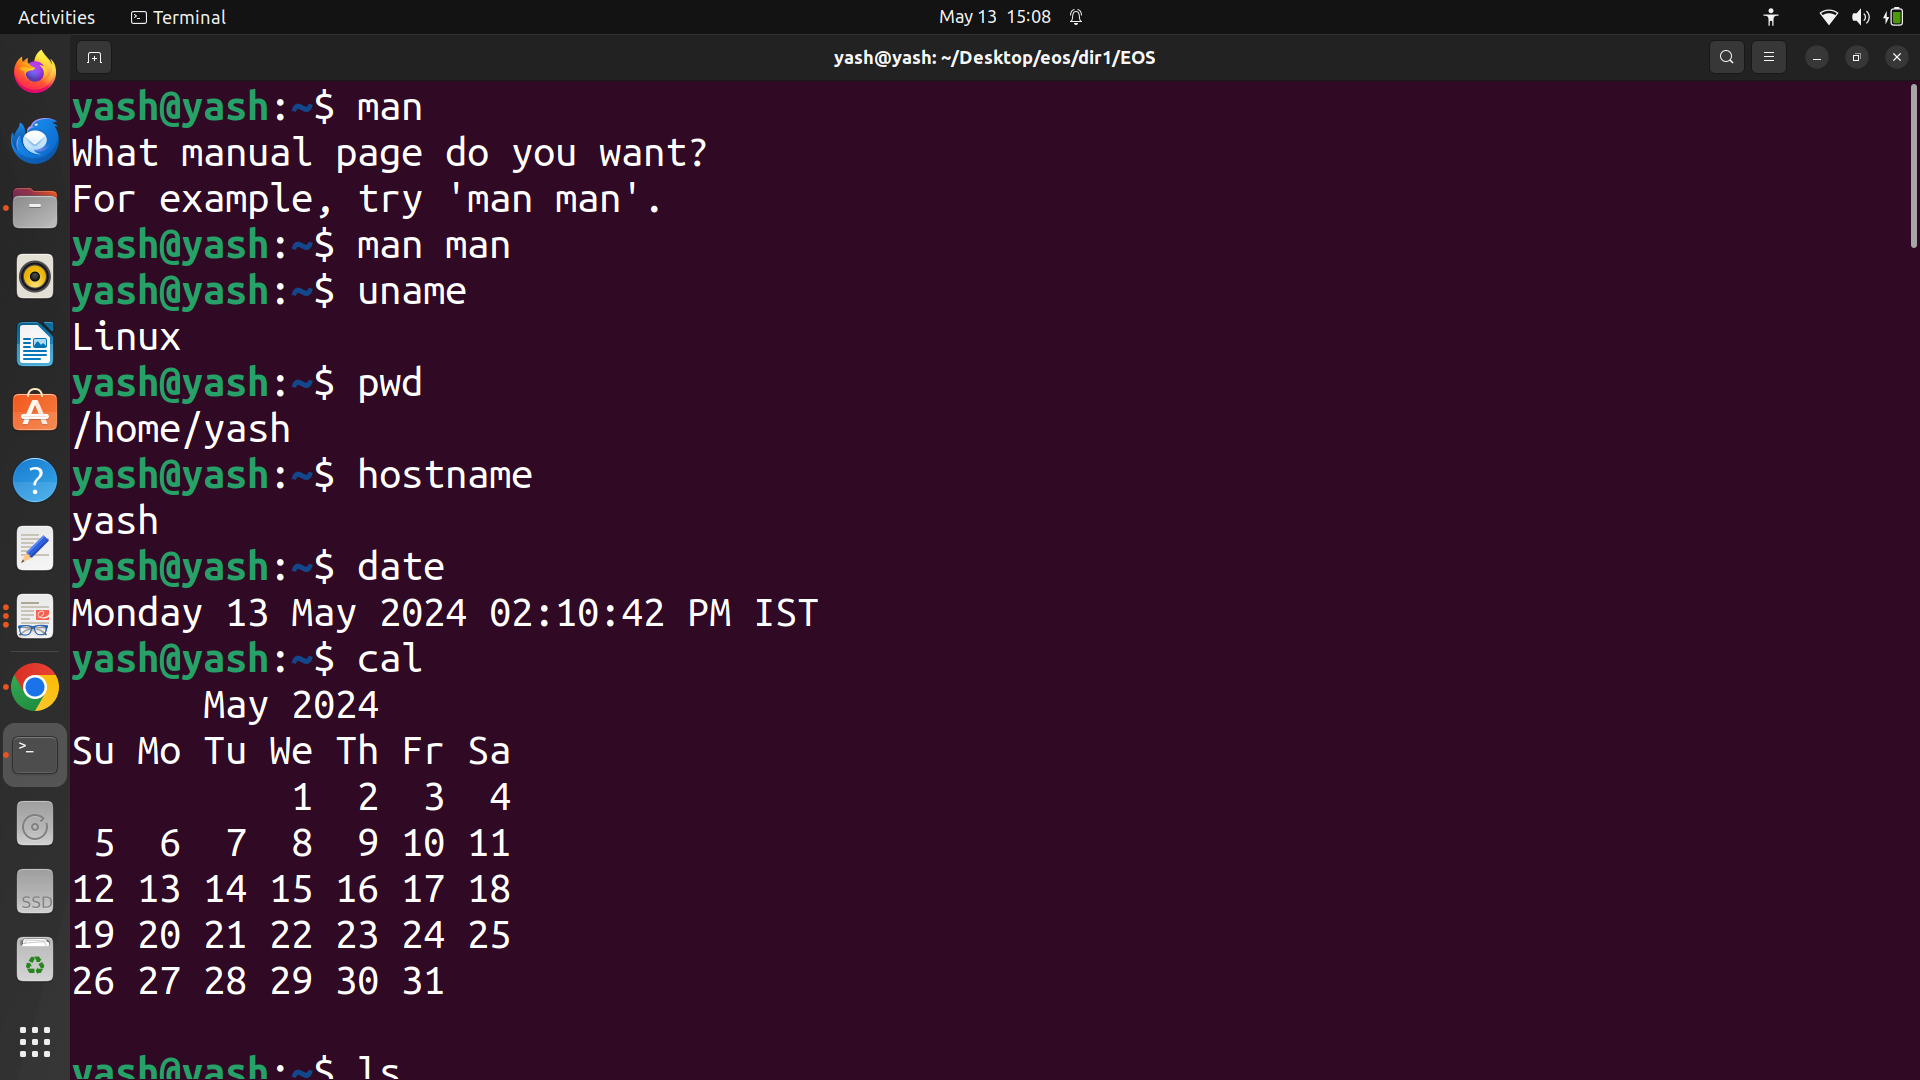 Activities Terminal May 13 15:08
yash@yash: ~/Desktop/eos/dir1/EOS
yash@yash:~$ man
What manual page do you want?
For example, try 'man man'.
yash@yash:~$ man man
yash@yash:~$ uname
Linux
yash@yash:~$ pwd
/home/yash
yash@yash:~$ hostname
yash
yash@yash:~$ date
Monday 13 May 2024 02:10:42 PM IST
yash@yash:~$ cal
      May 2024
Su Mo Tu We Th Fr Sa
          1  2  3  4
 5  6  7  8  9 10 11
12 13 14 15 16 17 18
19 20 21 22 23 24 25
26 27 28 29 30 31
yash@yash:~$ ls
SSD